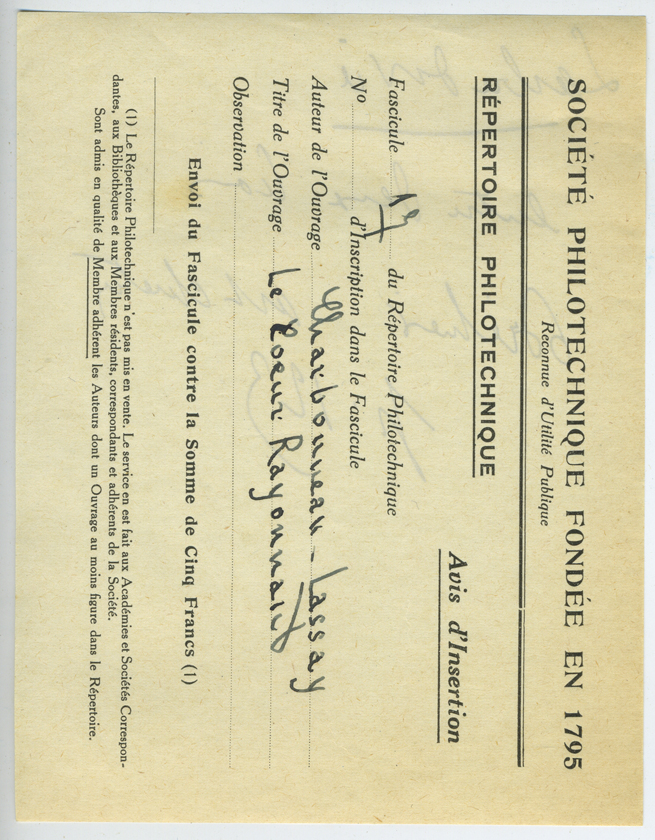 SOCIÉTÉ PHILOTECHNIQUE FONDÉE EN 1795
Reconnue d'Utilité Publique
RÉPERTOIRE PHILOTECHNIQUE
Avis d'Insertion
Fascicule 17 du Répertoire Philotechnique
No d'Inscription dans le Fascicule
Auteur de l'Ouvrage Charbonneau-Lassay
Titre de l'Ouvrage Le Coeur Rayonnant
Observation
Envoi du Fascicule contre la Somme de Cinq Francs (1)
(1) Le Répertoire Philotechnique n'est pas mis en vente. Le service en est fait aux Académies et Sociétés Correspon-
dantes, aux Bibliothèques et aux Membres résidents, correspondants et adhérents de la Société.
Sont admis en qualité de Membre adhérent les Auteurs dont un Ouvrage au moins figure dans le Répertoire.